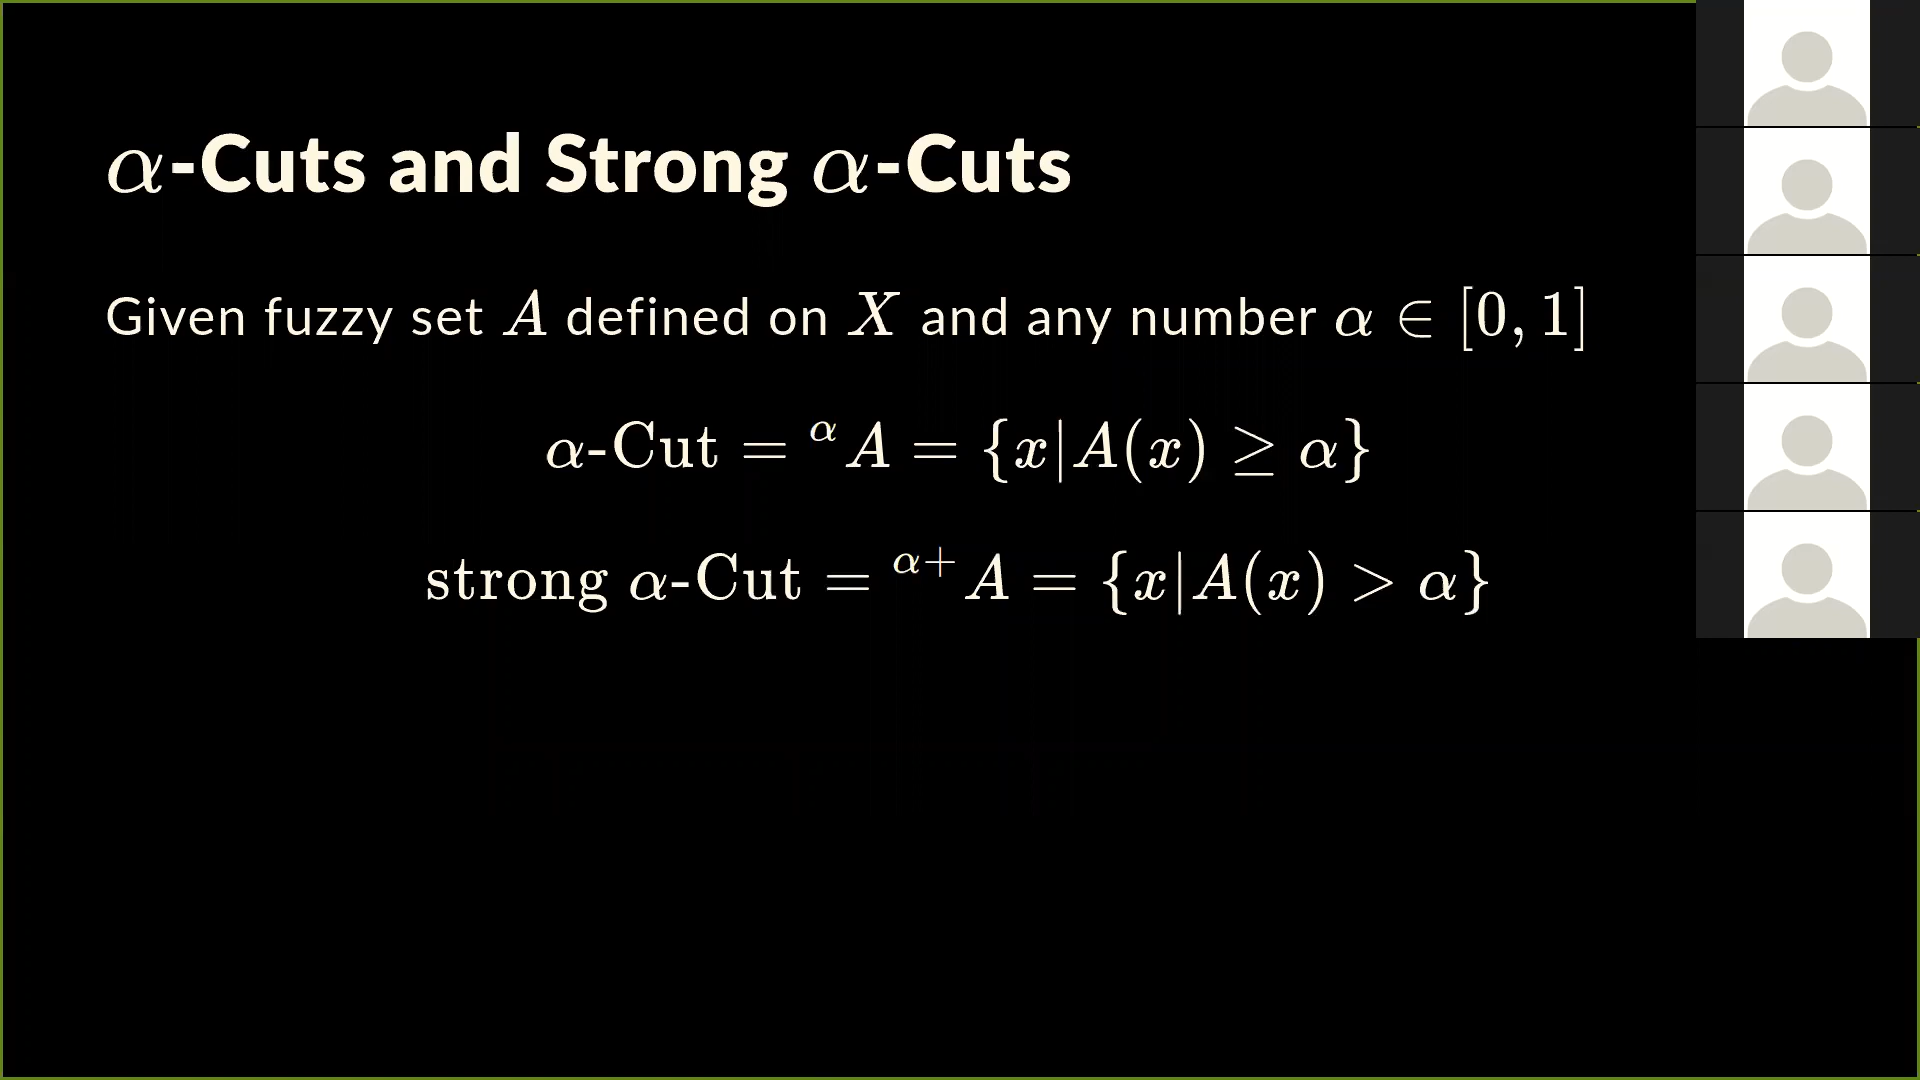 α-Cuts and Strong α-Cuts
Given fuzzy set A defined on X and any number α ∈ [0, 1]
α-Cut = ᵅA = {x|A(x) ≥ α}
strong α-Cut = ᵅ⁺A = {x|A(x) > α}